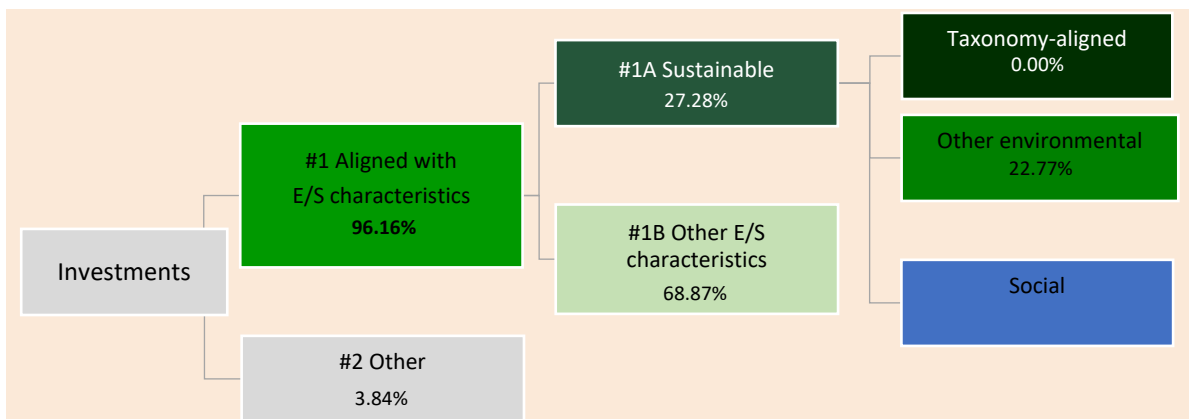 Investments
#1 Aligned with
E/S characteristics
96.16%
#2 Other
3.84%
#1A Sustainable
27.28%
#1B Other E/S
characteristics
68.87%
Taxonomy-aligned
0.00%
Other environmental
22.77%
Social